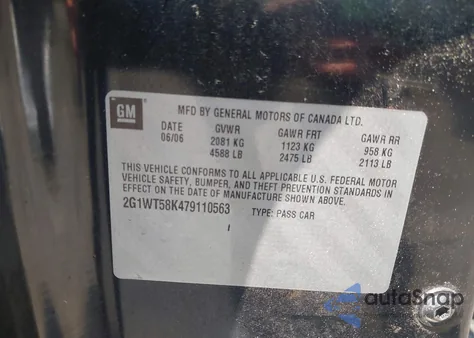 GM
MFD BY GENERAL MOTORS OF CANADA LTD.
DATE GVWR GAWR FRT GAWR RR
06/06 2081 KG 1123 KG 958 KG
4588 LB 2475 LB 2113 LB
THIS VEHICLE CONFORMS TO ALL APPLICABLE U.S. FEDERAL MOTOR
VEHICLE SAFETY, BUMPER, AND THEFT PREVENTION STANDARDS IN
EFFECT ON THE DATE OF MANUFACTURE SHOWN ABOVE.
2G1WT58K479110563 TYPE: PASS CAR
autoSnap